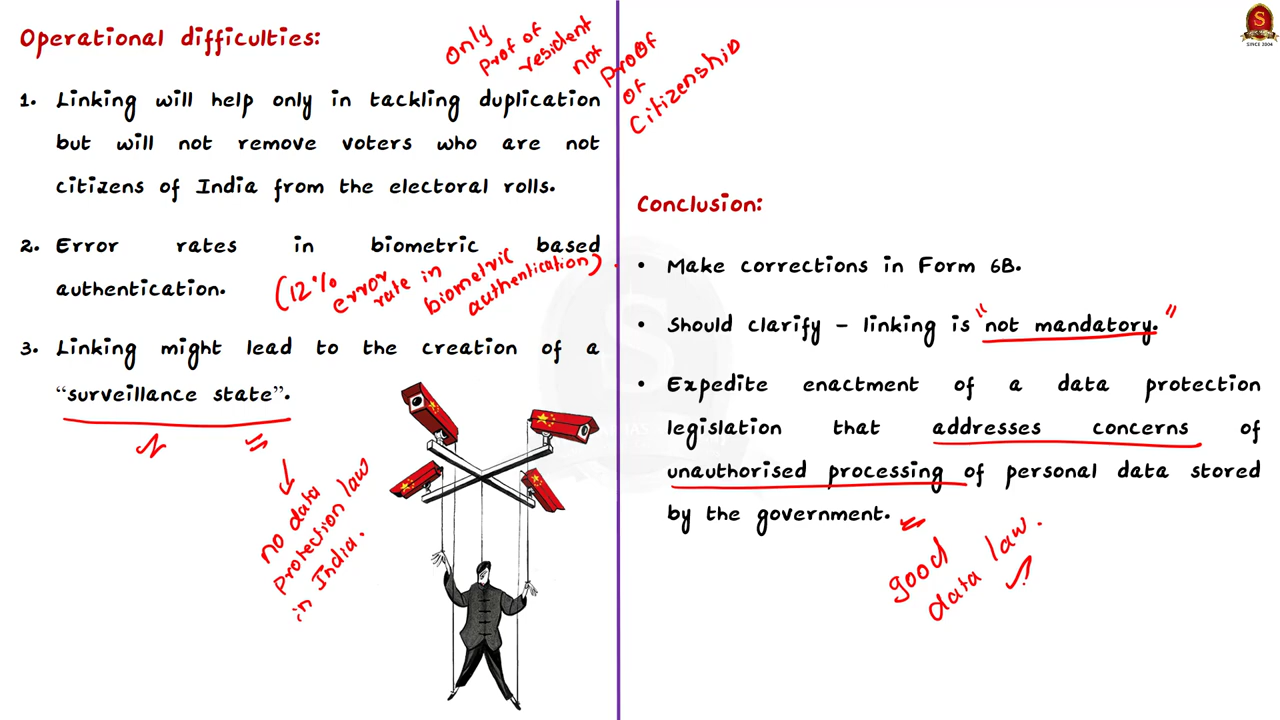 Operational difficulties:
only
prof of
resident
not
proof
of
citizenship
1. Linking will help only in tackling duplication
but will not remove voters who are not
citizens of India from the electoral rolls.
2. Error rates in biometric based
authentication.
(12%
error
rate in
biometric
authentication).
3. Linking might lead to the creation of a
“surveillance state”.
no data
protection law
in India.
S
SINCE 2004
Conclusion:
• Make corrections in Form 6B.
• Should clarify – linking is "not mandatory."
• Expedite enactment of a data protection
legislation that addresses concerns of
unauthorised processing of personal data stored
by the government.
good
data law.